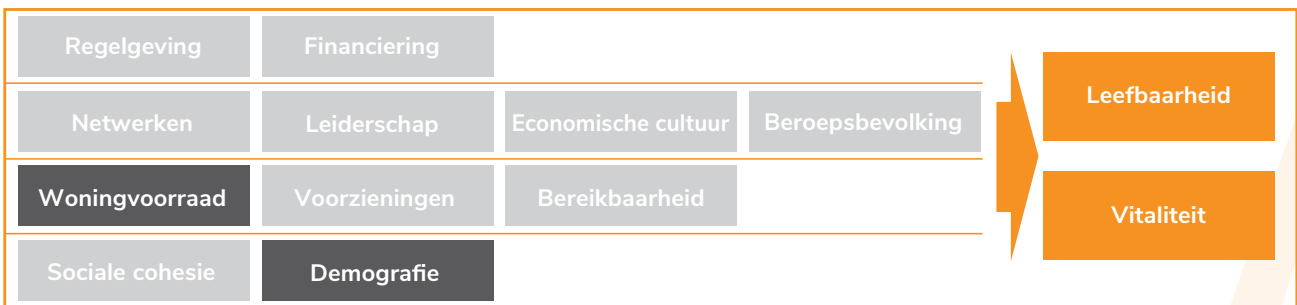 Regelgeving
Financiering
Netwerken
Leiderschap
Economische cultuur
Beroepsbevolking
Woningvoorraad
Voorzieningen
Bereikbaarheid
Sociale cohesie
Demografie
Leefbaarheid
Vitaliteit